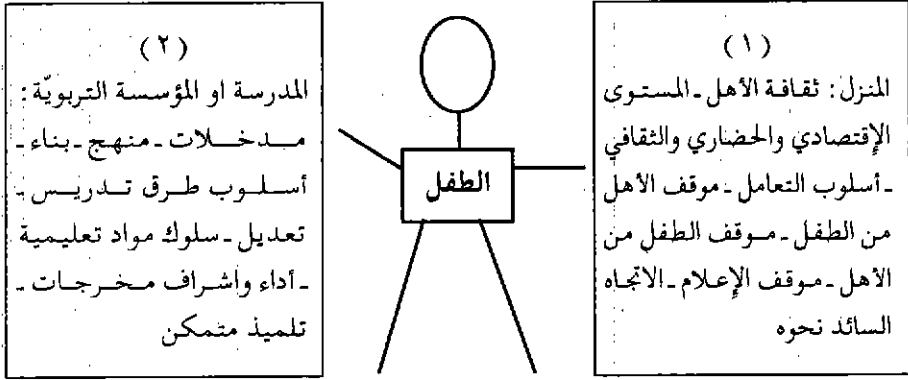 (١)
المنزل: ثقافة الأهل ـ المستوى
الإقتصادي والحضاري والثقافي
ـ أسلوب التعامل ـ موقف الأهل
من الطفل ـ موقف الطفل من
الأهل ـ موقف الإعلام ـ الاتجاه
السائد نحوه
الطفل
(٢)
المدرسة او المؤسسة التربويّة:
مدخلات ـ منهج ـ بناء ـ
أسلوب طرق تدريس ـ
تعديل ـ سلوك مواد تعليمية
ـ أداء واشراف مخرجات ـ
تلميذ متمكن